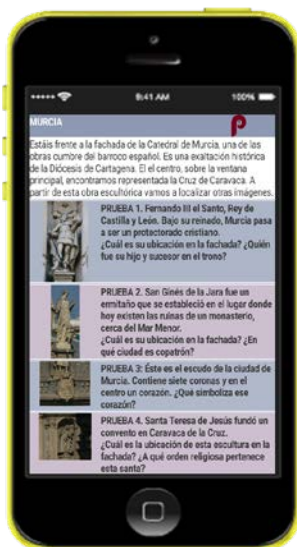 9:41 AM
100%
MURCIA
Estáis frente a la fachada de la Catedral de Murcia, una de las
obras cumbre del barroco español. Es una exaltación histórica
de la Diócesis de Cartagena. El el centro, sobre la ventana
principal, encontramos representada la Cruz de Caravaca. A
partir de esta obra escultórica vamos a localizar otras imágenes.
PRUEBA 1. Fernando III el Santo, Rey de
Castilla y León. Bajo su reinado, Murcia pasa
a ser un protectorado cristiano.
¿Cuál es su ubicación en la fachada? ¿Quién
fue su hijo y sucesor en el trono?
PRUEBA 2. San Ginés de la Jara fue un
ermitaño que se estableció en el lugar donde
hoy existen las ruinas de un monasterio,
cerca del Mar Menor.
¿Cuál es su ubicación en la fachada? ¿En
qué ciudad es copatrón?
PRUEBA 3: Éste es el escudo de la ciudad de
Murcia. Contiene siete coronas y en el
centro un corazón. ¿Qué simboliza ese
corazón?
PRUEBA 4. Santa Teresa de Jesús fundó un
convento en Caravaca de la Cruz.
¿Cuál es la ubicación de esta escultura en la
fachada? ¿A qué orden religiosa pertenece
esta santa?